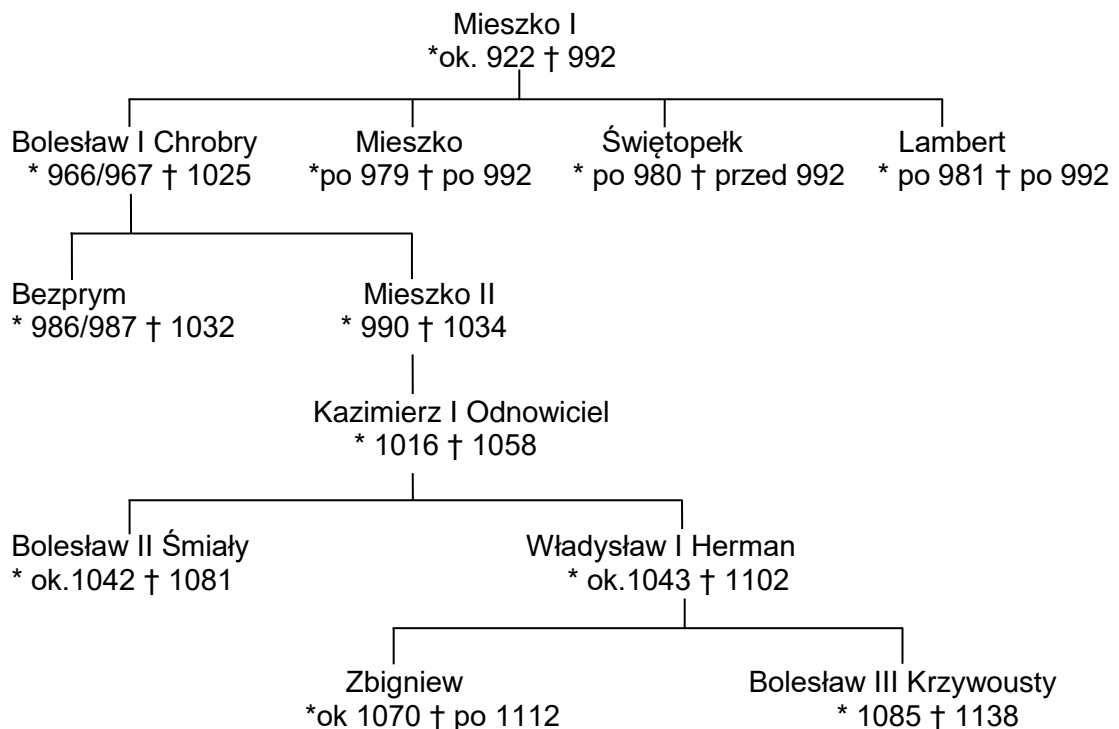 Mieszko I
*ok. 922 † 992
Bolesław I Chrobry
* 966/967 † 1025
Mieszko
*po 979 † po 992
Świętopełk
* po 980 † przed 992
Lambert
* po 981 † po 992
Bezprym
* 986/987 † 1032
Mieszko II
* 990 † 1034
Kazimierz I Odnowiciel
* 1016 † 1058
Bolesław II Śmiały
* ok.1042 † 1081
Władysław I Herman
* ok.1043 † 1102
Zbigniew
*ok 1070 † po 1112
Bolesław III Krzywousty
* 1085 † 1138